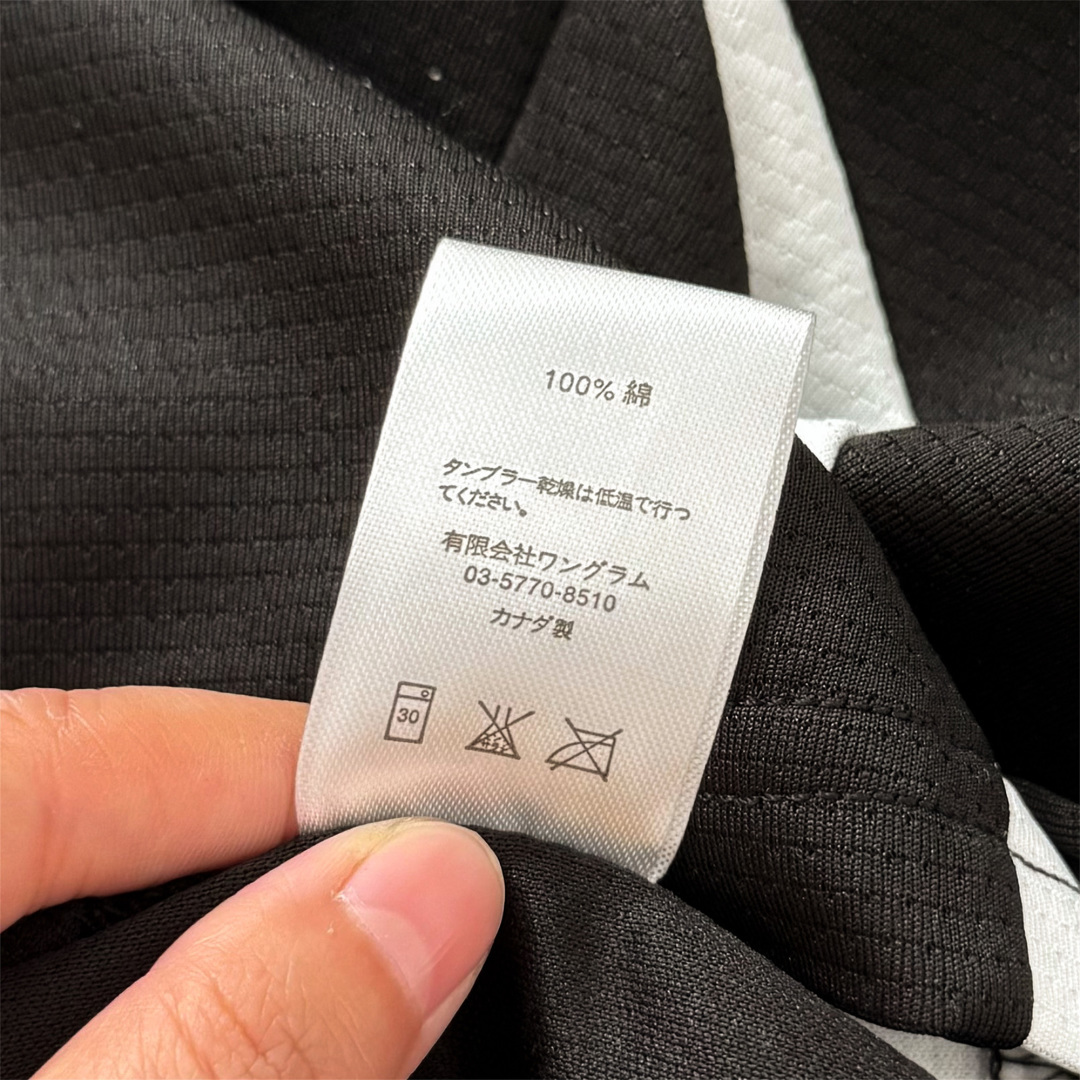 100% 綿
タンブラー乾燥は低温で行っ
てください。
有限会社ワングラム
03-5770-8510
カナダ製
30